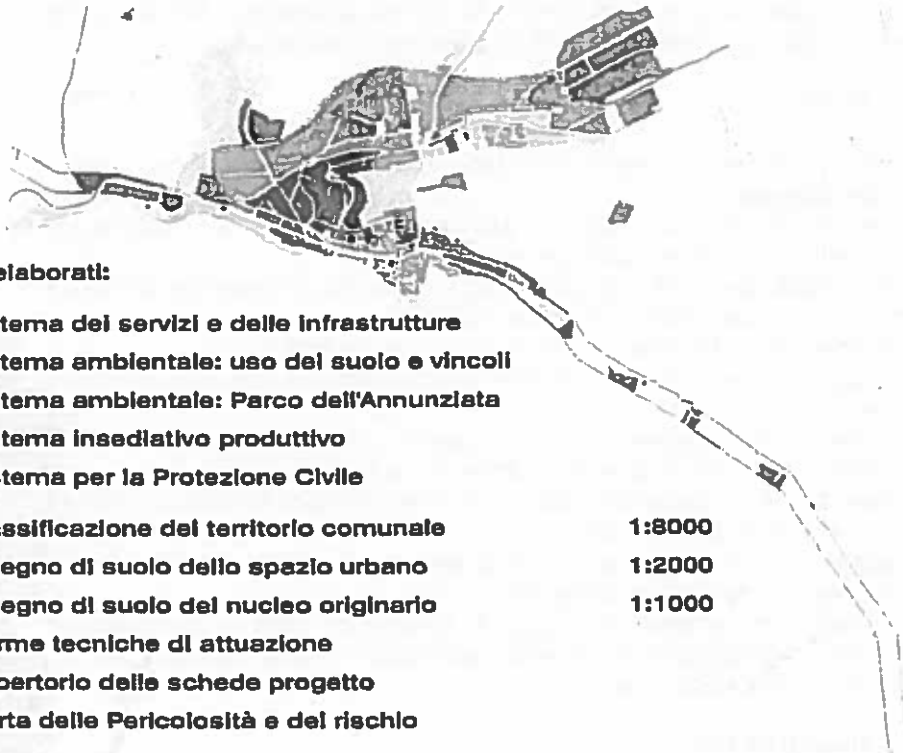 elaborati:
tema dei servizi e delle infrastrutture
tema ambientale: uso del suolo e vincoli
tema ambientale: Parco dell'Annunziata
tema insediativo produttivo
tema per la Protezione Civile
ssificazione del territorio comunale 1:8000
egno di suolo dello spazio urbano 1:2000
egno di suolo del nucleo originario 1:1000
rme tecniche di attuazione
pertorio delle schede progetto
rta delle Pericolosità e del rischio